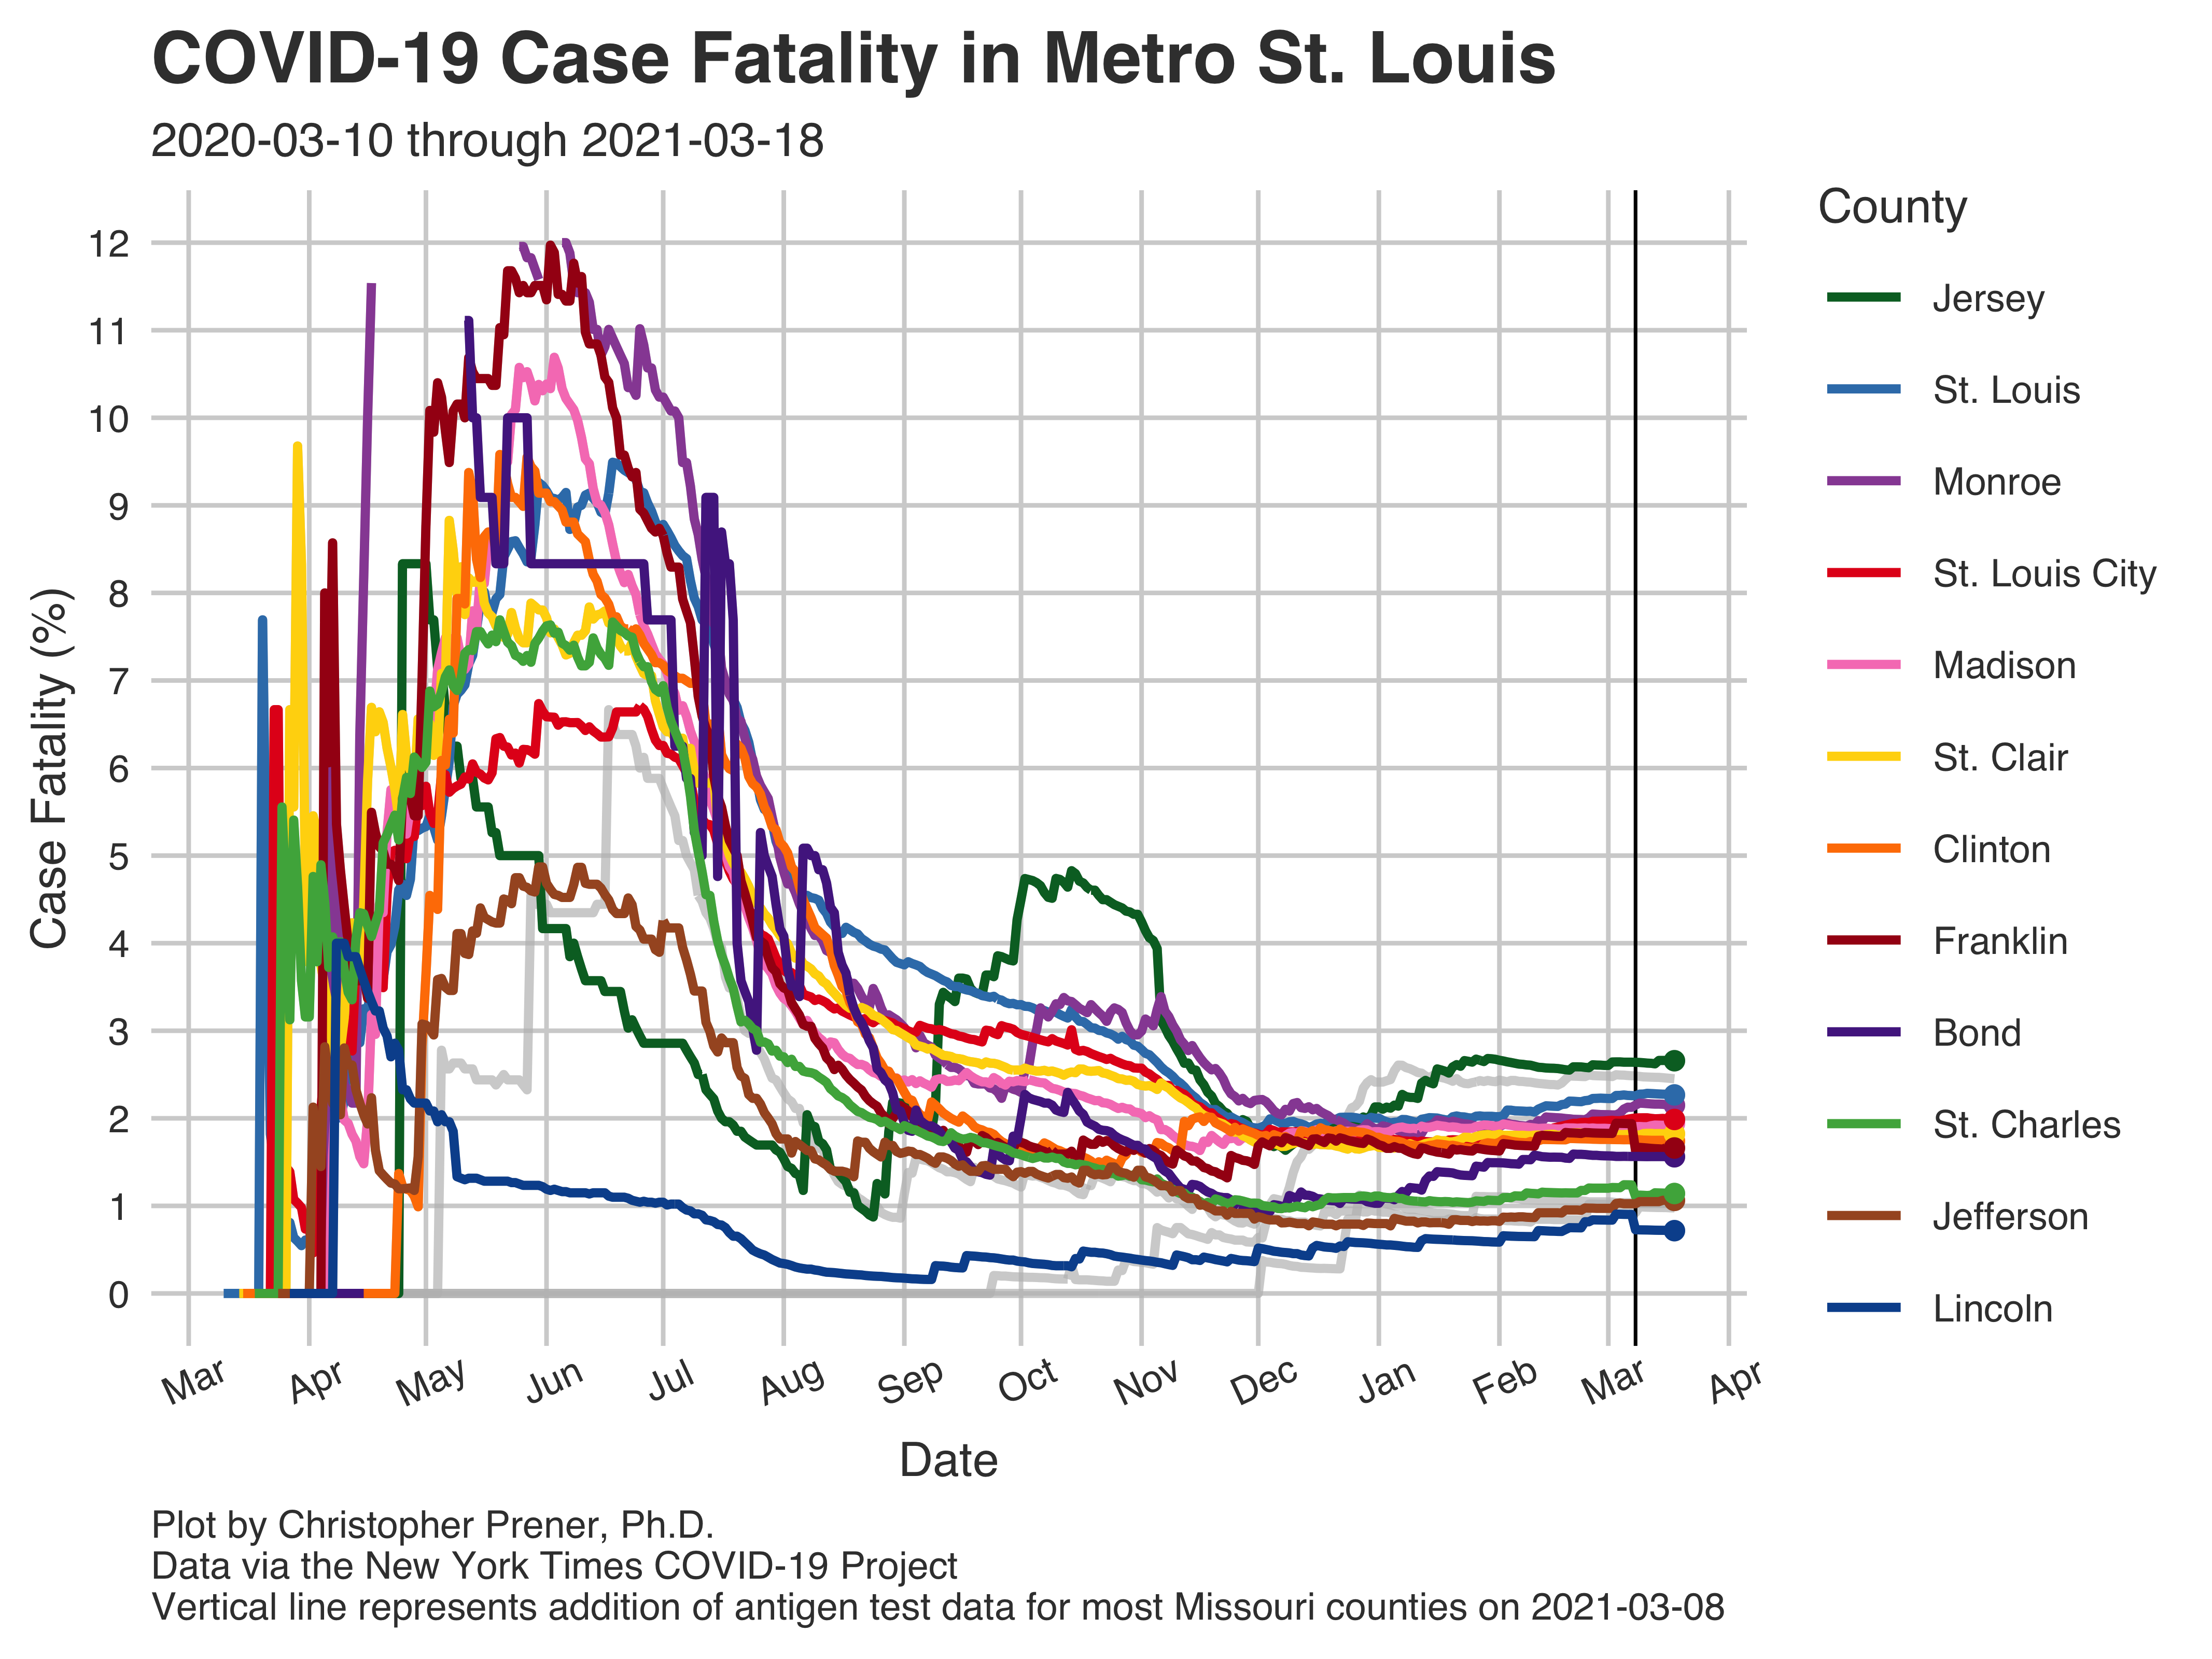 COVID-19 Case Fatality in Metro St. Louis
2020-03-10 through 2021-03-18
Case Fatality (%)
12
11
10
9
8
7
6
5
4
3
2
1
0
Mar Apr May Jun Jul Aug Sep Oct Nov Dec Jan Feb Mar Apr
Date
County
Jersey
St. Louis
Monroe
St. Louis City
Madison
St. Clair
Clinton
Franklin
Bond
St. Charles
Jefferson
Lincoln
Plot by Christopher Prener, Ph.D.
Data via the New York Times COVID-19 Project
Vertical line represents addition of antigen test data for most Missouri counties on 2021-03-08